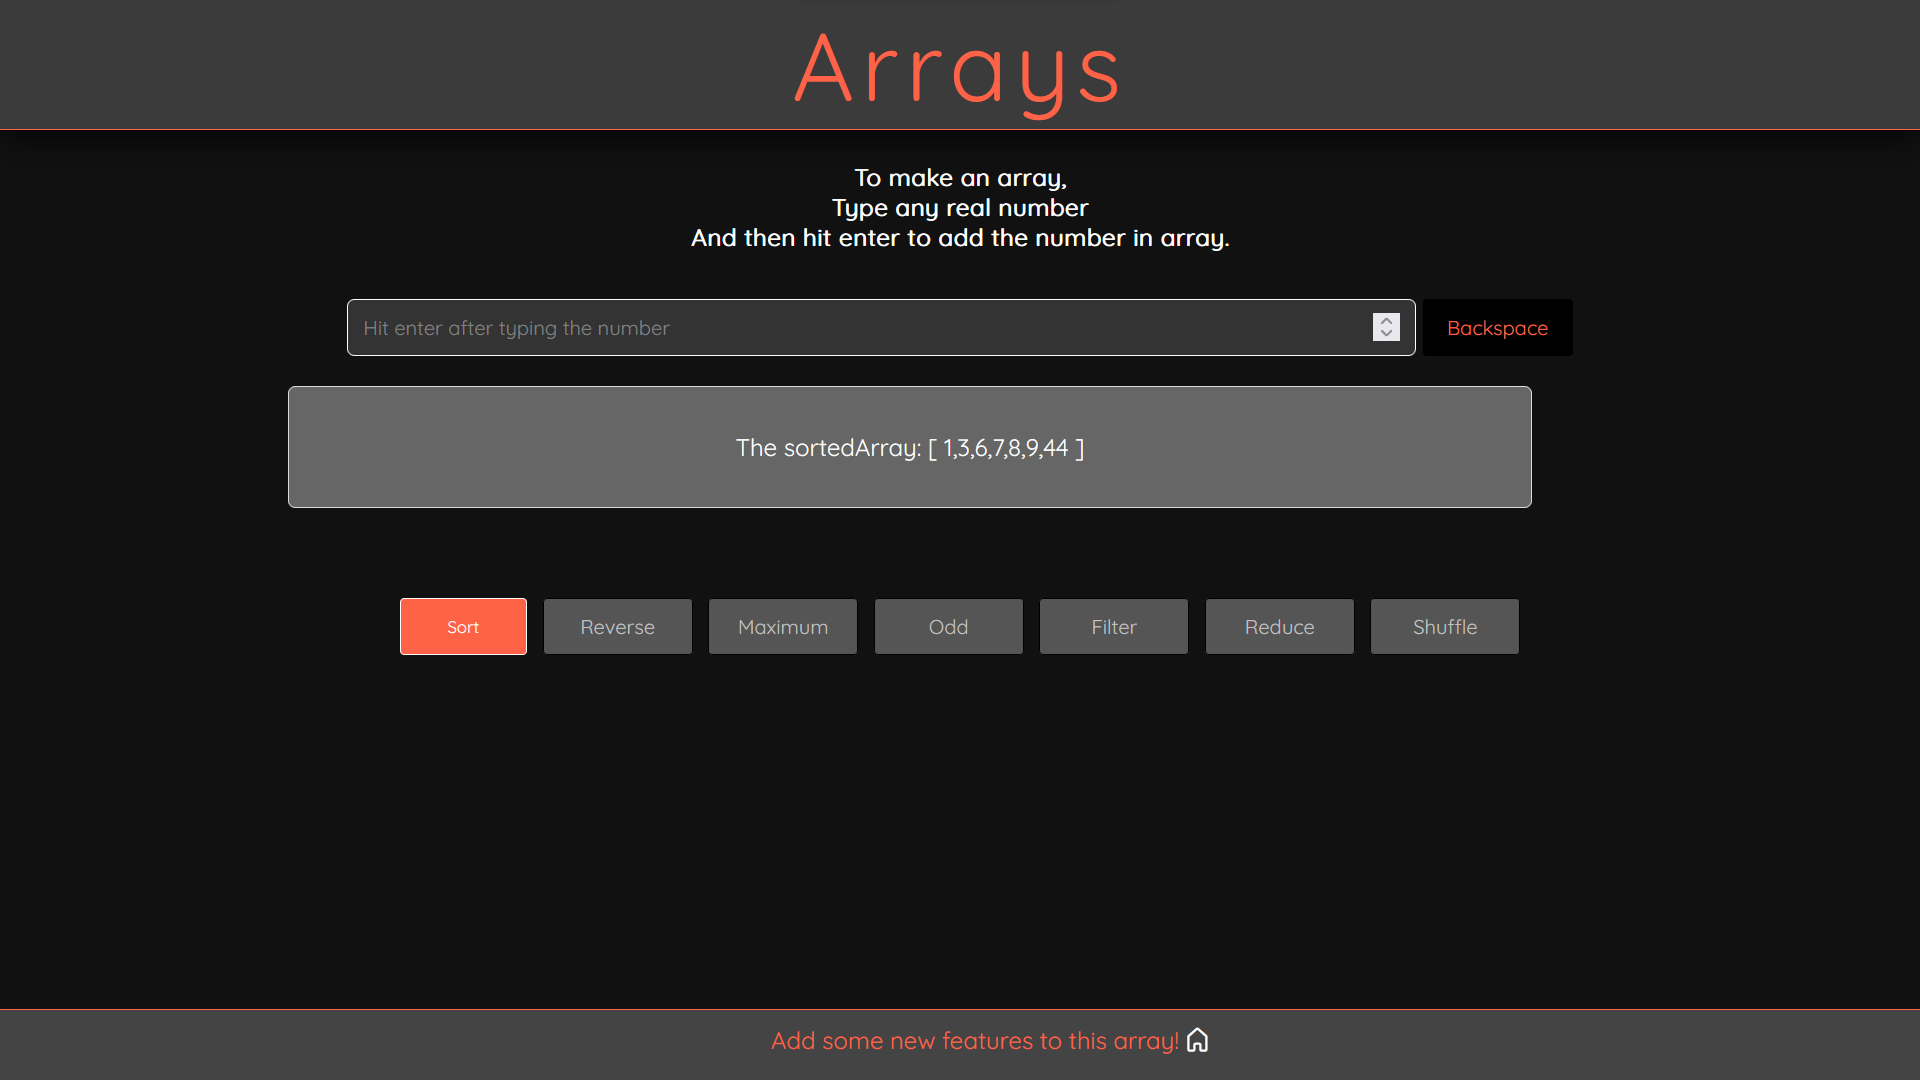 Arrays
To make an array,
Type any real number
And then hit enter to add the number in array.
Hit enter after typing the number
Backspace
The sortedArray: [ 1,3,6,7,8,9,44 ]
Sort
Reverse
Maximum
Odd
Filter
Reduce
Shuffle
Add some new features to this array!